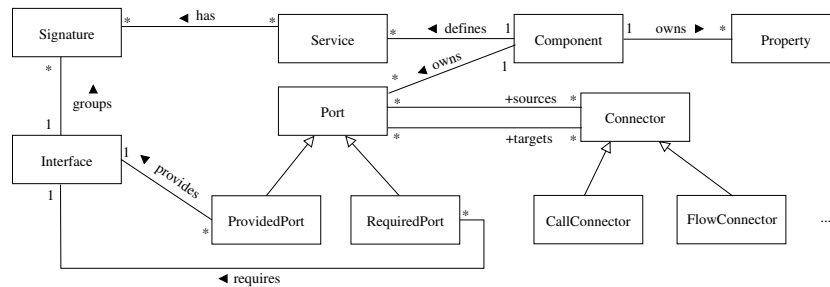 * ◄ has * ◄ defines 1 1 owns ► *
Signature Service Component Property
* * ◄ owns 1
▲
groups
* +sources *
Port Connector
* +targets *
1
Interface 1 ◄ provides
1
* *
ProvidedPort RequiredPort CallConnector FlowConnector ...
◄ requires